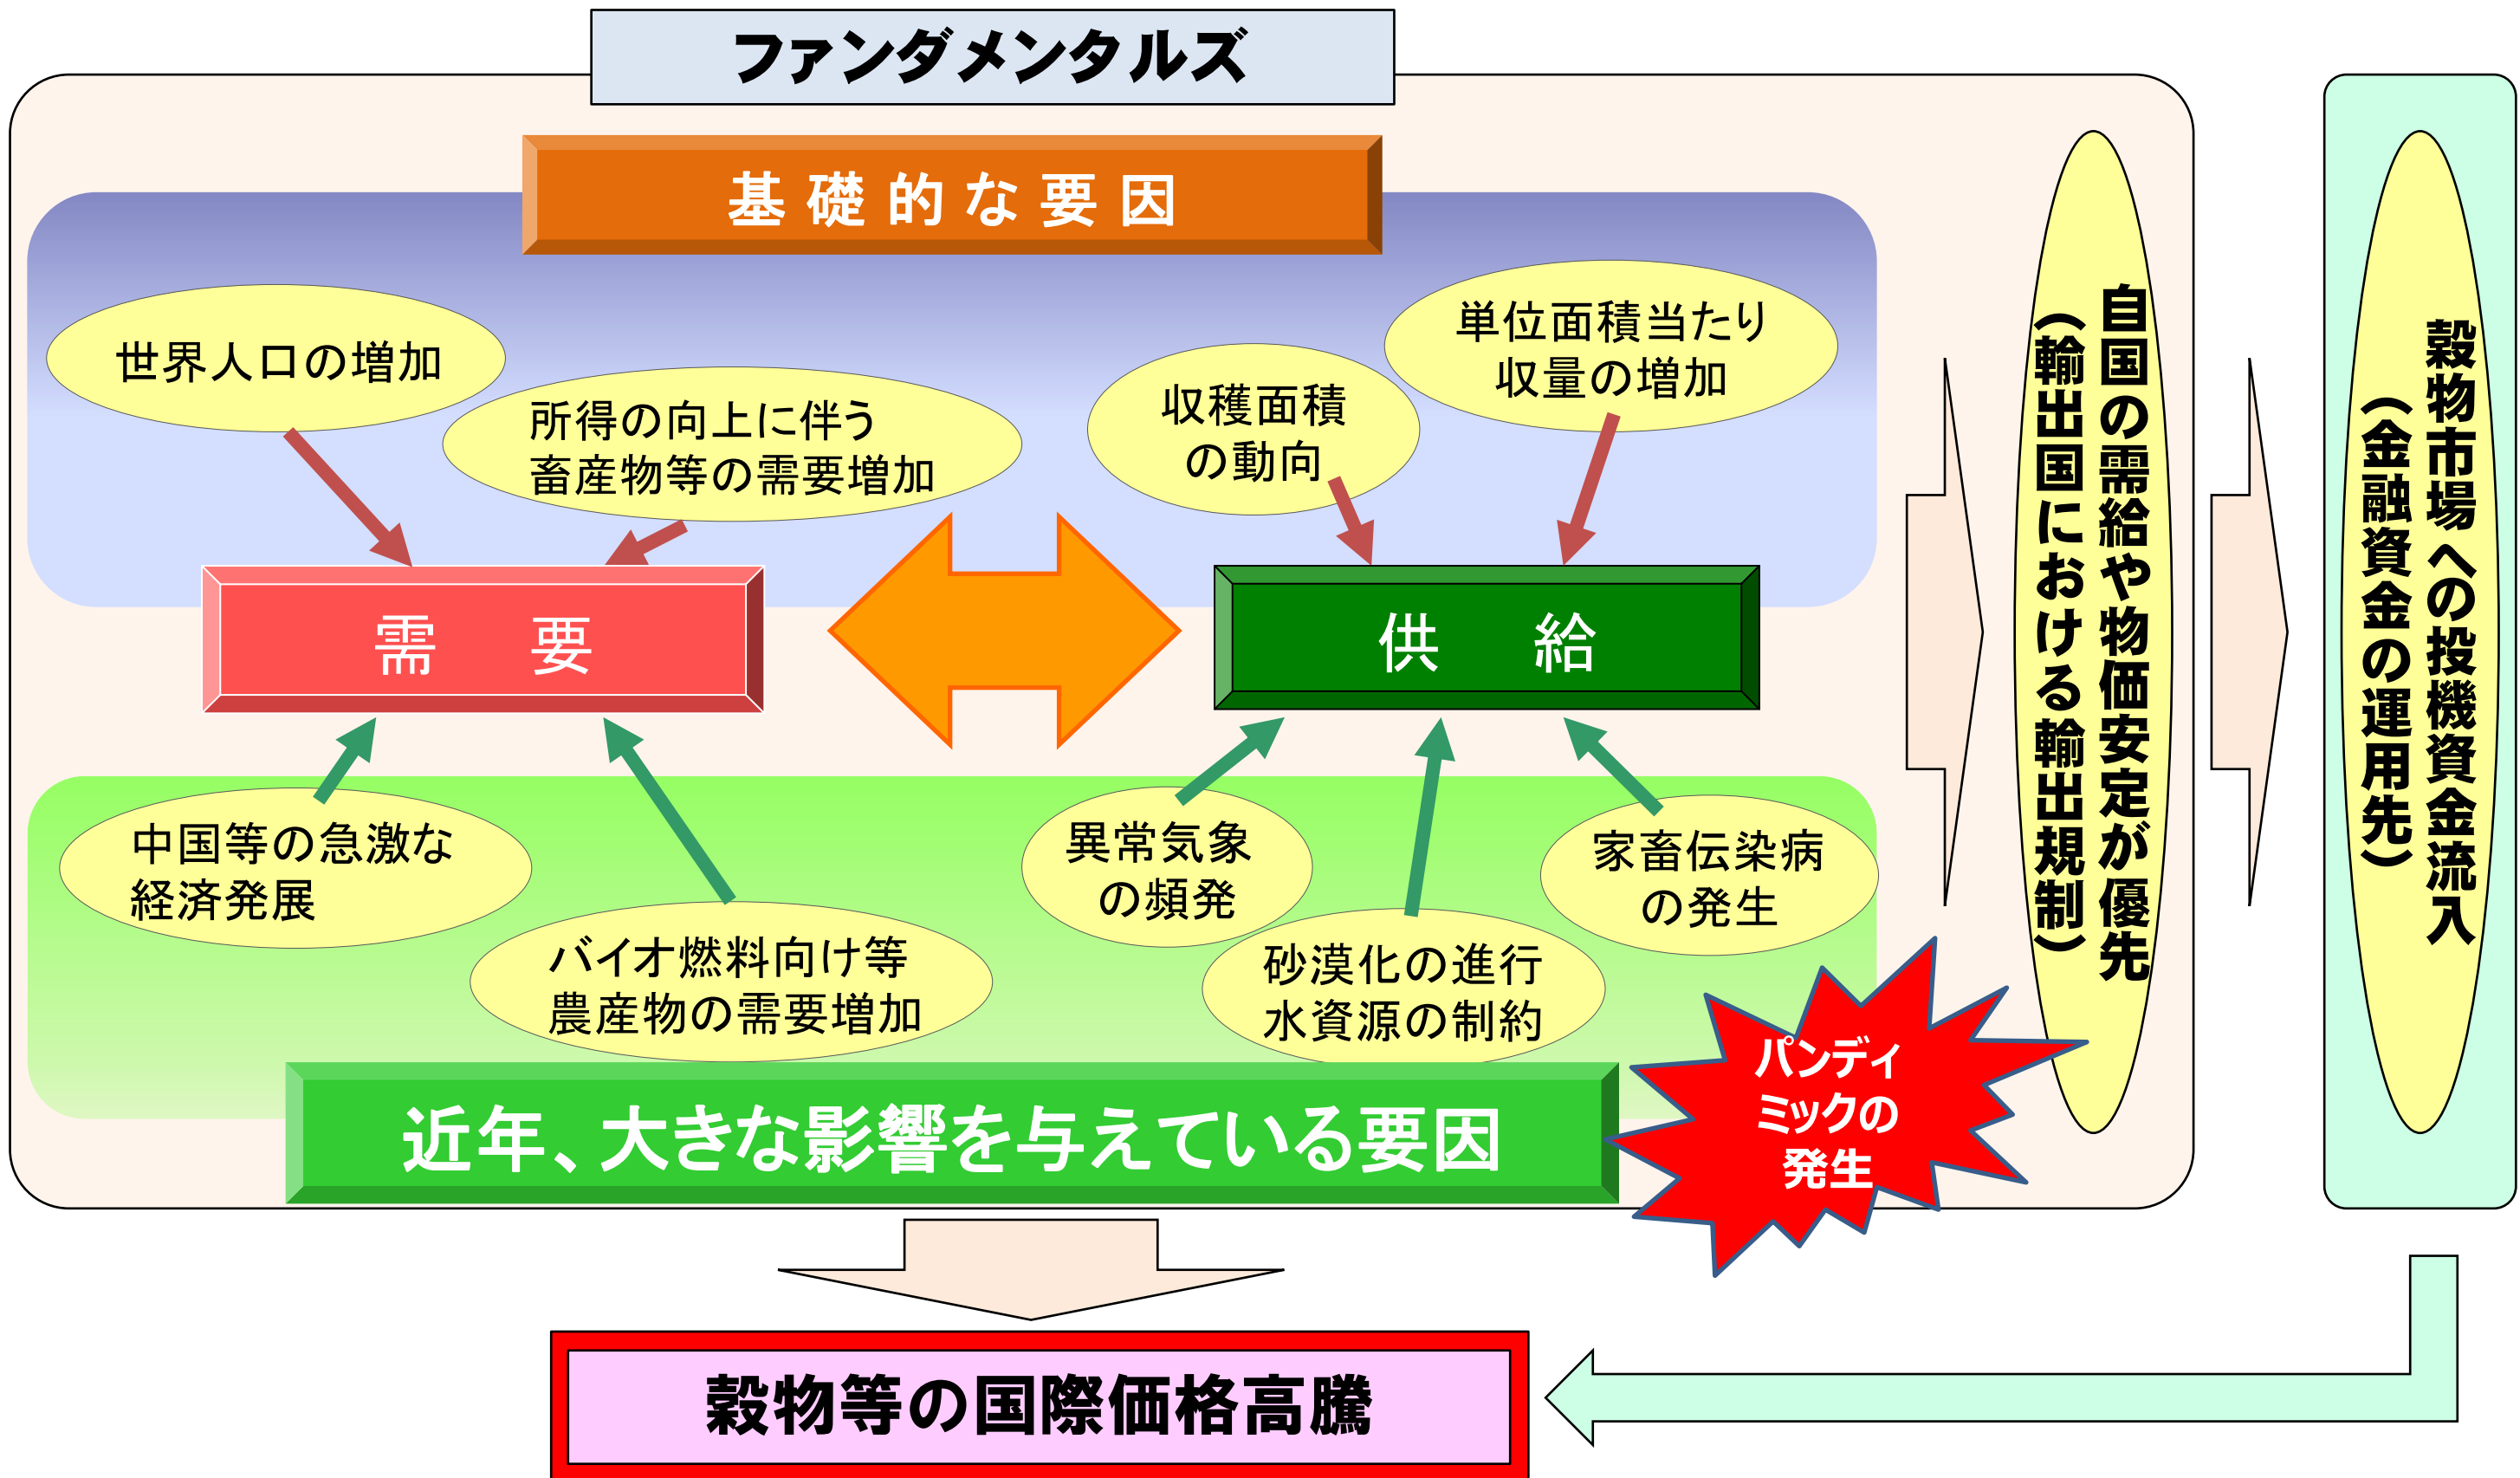 ファンダメンタルズ
基礎的な要因
世界人口の増加
所得の向上に伴う
畜産物等の需要増加
収穫面積
の動向
単位面積当たり
収量の増加
需要
供給
中国等の急激な
経済発展
バイオ燃料向け等
農産物の需要増加
異常気象
の頻発
砂漠化の進行
水資源の制約
家畜伝染病
の発生
近年、大きな影響を与えている要因
パンディ
ミックの
発生
自国の需給や物価安定が優先
（輸出国における輸出規制）
穀物市場への投機資金流入
（金融資金の運用先）
穀物等の国際価格高騰